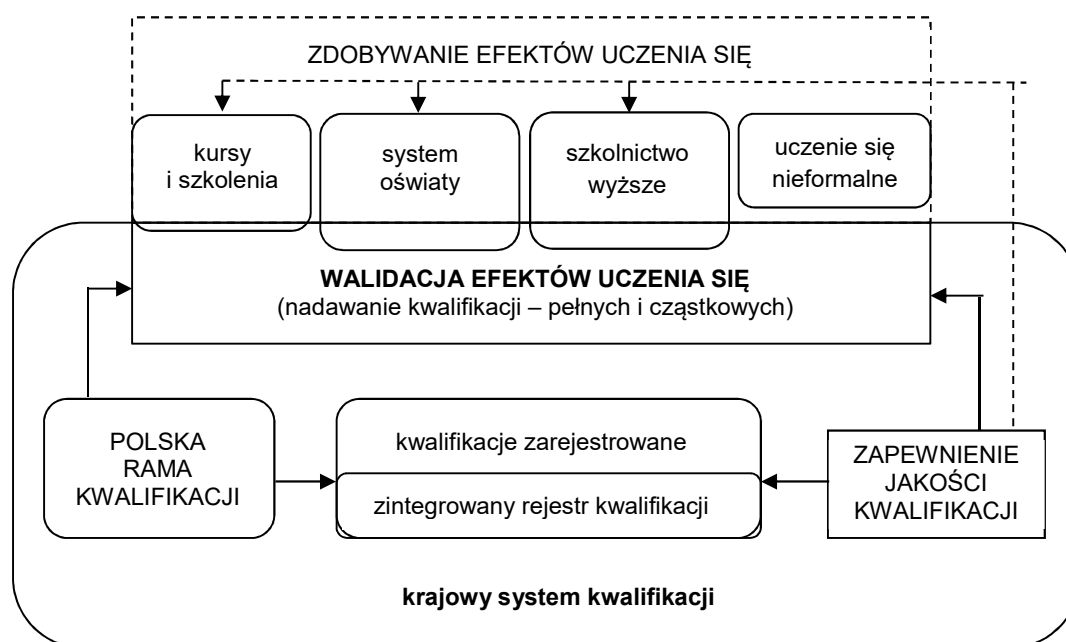 ZDOBYWANIE EFEKTÓW UCZENIA SIĘ
kursy
i szkolenia
system
oświaty
szkolnictwo
wyższe
uczenie się
nieformalne
WALIDACJA EFEKTÓW UCZENIA SIĘ
(nadawanie kwalifikacji – pełnych i cząstkowych)
POLSKA
RAMA
KWALIFIKACJI
kwalifikacje zarejestrowane
zintegrowany rejestr kwalifikacji
ZAPEWNIENIE
JAKOŚCI
KWALIFIKACJI
krajowy system kwalifikacji